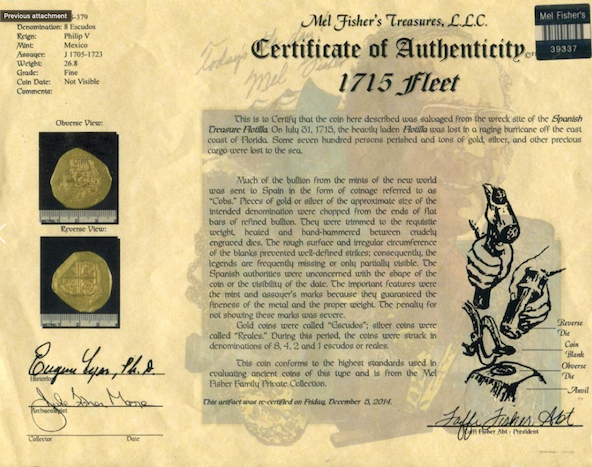 Previous attachment
-379
Denomination: 8 Escudos
Reign: Philip V
Mint: Mexico
Assayer: J 1705-1723
Weight: 26.8
Grade: Fine
Coin Date: Not Visible
Comments:
Obverse View:
Reverse View:
Mel Fisher's Treasures, L.L.C.
Certificate of Authenticity
1715 Fleet
Today's
Mel
Mel Fisher's
39337
This is to Certify that the coin here described was salvaged from the wreck site of the Spanish
Treasure Flotilla. On July 31, 1715, the heavily laden Flotilla was lost in a raging hurricane off the east
coast of Florida. Some seven hundred persons perished and tons of gold, silver, and other precious
cargo were lost to the sea.
Much of the bullion from the mints of the new world
was sent to Spain in the form of coinage referred to as
"Cobs." Pieces of gold or silver of the approximate size of the
intended denomination were chopped from the ends of flat
bars of refined bullion. They were trimmed to the requisite
weight, heated and hand-hammered between crudely
engraved dies. The rough surface and irregular circumference
of the blanks prevented well-defined strikes; consequently, the
legends are frequently missing or only partially visible. The
Spanish authorities were unconcerned with the shape of the
coin or the visibility of the date. The important features were
the mint and assayer's marks because they guaranteed the
fineness of the metal and the proper weight. The penalty for
not showing these marks was severe.
Gold coins were called "Escudos"; silver coins were
called "Reales." During this period, the coins were struck in
denominations of 8, 4, 2 and 1 escudos or reales.
This coin conforms to the highest standards used in
evaluating ancient coins of this type and is from the Mel
Fisher Family Private Collection.
This artifact was re-certified on Friday, December 5, 2014.
Reverse
Die
Coin
Blank
Obverse
Die
Anvil
Eugene Lyon, Ph.D.
Historian
Archaeologist
Collector
Date
Taffi Fisher Abt
Taffi Fisher Abt - President